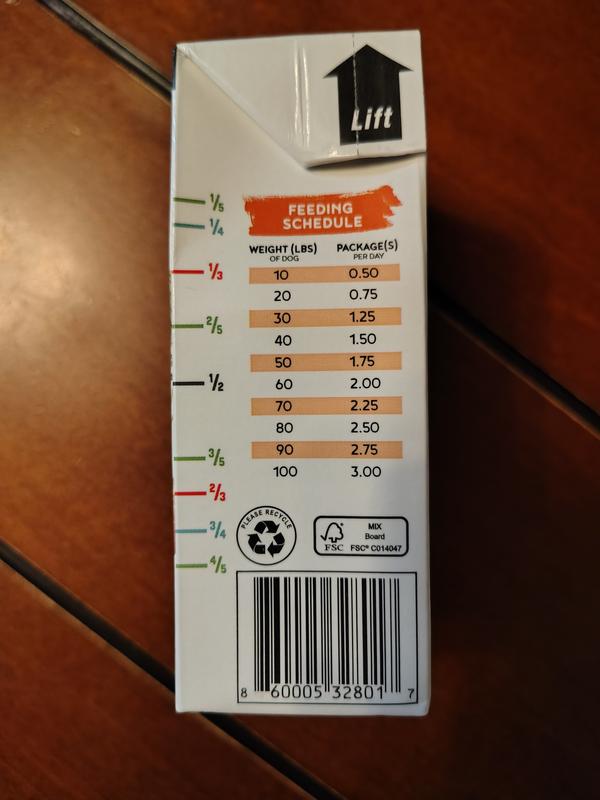 Lift
FEEDING
SCHEDULE
WEIGHT (LBS) PACKAGE(S)
OF DOG PER DAY
10 0.50
20 0.75
30 1.25
40 1.50
50 1.75
60 2.00
70 2.25
80 2.50
90 2.75
100 3.00
1/5
1/4
1/3
2/5
1/2
3/5
2/3
3/4
4/5
PLEASE RECYCLE
FSC
MIX
Board
FSC® C014047
8 60005 32801 7